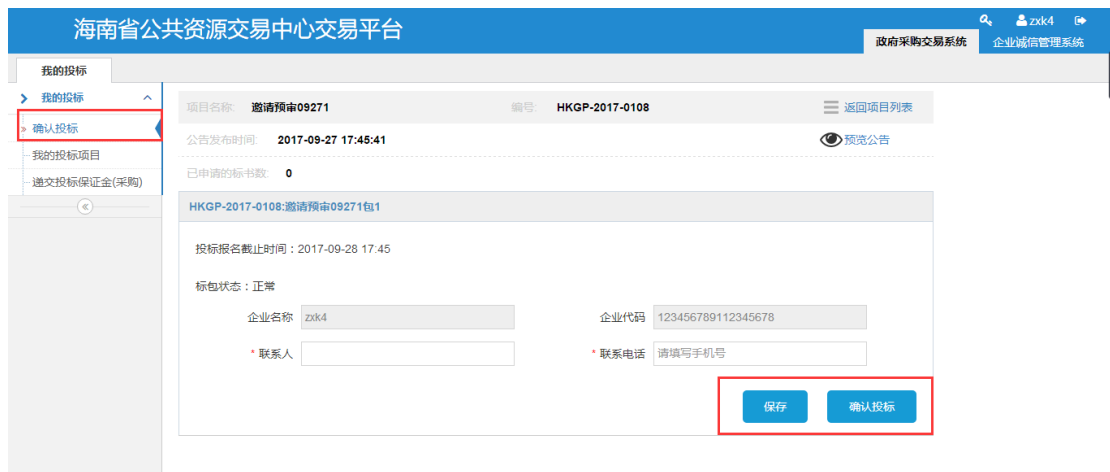 海南省公共资源交易中心交易平台
zxk4
政府采购交易系统 企业诚信管理系统
我的投标
我的投标
» 确认投标
我的投标项目
递交投标保证金(采购)
项目名称: 邀请预审09271 编号: HKGP-2017-0108 返回项目列表
公告发布时间: 2017-09-27 17:45:41 预览公告
已申请的标书数: 0
HKGP-2017-0108:邀请预审09271包1
投标报名截止时间：2017-09-28 17:45
标包状态：正常
企业名称 zxk4 企业代码 123456789112345678
* 联系人 * 联系电话 请填写手机号
保存 确认投标